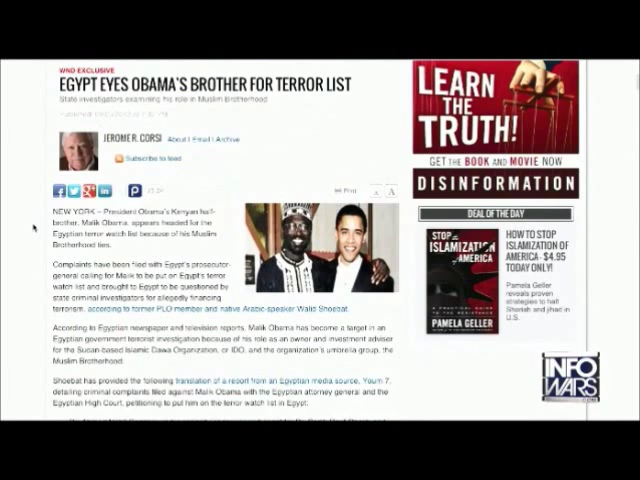 WND EXCLUSIVE
EGYPT EYES OBAMA'S BROTHER FOR TERROR LIST
State investigators examining his role in Muslim Brotherhood
JEROME R. CORSI About | Email | Archive
Subscribe to feed
Print A A
NEW YORK – President Obama's Kenyan half-
brother, Malik Obama, appears headed for the
Egyptian terror watch list because of his Muslim
Brotherhood ties.
Complaints have been filed with Egypt's prosecutor-
general calling for Malik to be put on Egypt's terror
watch list and brought to Egypt to be questioned by
state criminal investigators for allegedly financing
terrorism, according to former PLO member and native Arabic-speaker Walid Shoebat.
According to Egyptian newspaper and television reports, Malik Obama has become a target in an
Egyptian government terrorist investigation because of his role as an owner and investment adviser
for the Sudan-based Islamic Dawa Organization, or IDO, and the organization's umbrella group, the
Muslim Brotherhood.
Shoebat has provided the following translation of a report from an Egyptian media source, Youm 7,
detailing criminal complaints filed against Malik Obama with the Egyptian attorney general and the
Egyptian High Court, petitioning to put him on the terror watch list in Egypt:
LEARN
THE
TRUTH!
GET THE BOOK AND MOVIE NOW
DISINFORMATION
DEAL OF THE DAY
STOP
THE
ISLAMIZATION
OF
AMERICA
A PRACTICAL GUIDE
TO THE RESISTANCE
PAMELA GELLER
HOW TO STOP
ISLAMIZATION OF
AMERICA - $4.95
TODAY ONLY!
Pamela Geller
reveals proven
strategies to halt
Shariah and jihad in
U.S.
INFO
WARS
.COM